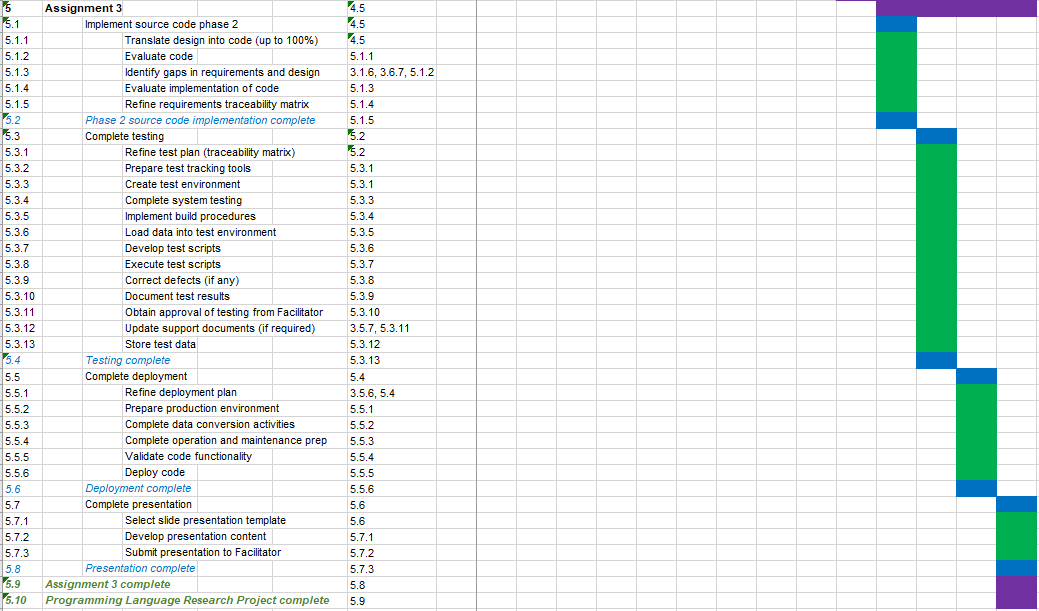 5 Assignment 3 4.5
5.1 Implement source code phase 2 4.5
5.1.1 Translate design into code (up to 100%) 4.5
5.1.2 Evaluate code 5.1.1
5.1.3 Identify gaps in requirements and design 3.1.6, 3.6.7, 5.1.2
5.1.4 Evaluate implementation of code 5.1.3
5.1.5 Refine requirements traceability matrix 5.1.4
5.2 Phase 2 source code implementation complete 5.1.5
5.3 Complete testing 5.2
5.3.1 Refine test plan (traceability matrix) 5.2
5.3.2 Prepare test tracking tools 5.3.1
5.3.3 Create test environment 5.3.1
5.3.4 Complete system testing 5.3.3
5.3.5 Implement build procedures 5.3.4
5.3.6 Load data into test environment 5.3.5
5.3.7 Develop test scripts 5.3.6
5.3.8 Execute test scripts 5.3.7
5.3.9 Correct defects (if any) 5.3.8
5.3.10 Document test results 5.3.9
5.3.11 Obtain approval of testing from Facilitator 5.3.10
5.3.12 Update support documents (if required) 3.5.7, 5.3.11
5.3.13 Store test data 5.3.12
5.4 Testing complete 5.3.13
5.5 Complete deployment 5.4
5.5.1 Refine deployment plan 3.5.6, 5.4
5.5.2 Prepare production environment 5.5.1
5.5.3 Complete data conversion activities 5.5.2
5.5.4 Complete operation and maintenance prep 5.5.3
5.5.5 Validate code functionality 5.5.4
5.5.6 Deploy code 5.5.5
5.6 Deployment complete 5.5.6
5.7 Complete presentation 5.6
5.7.1 Select slide presentation template 5.6
5.7.2 Develop presentation content 5.7.1
5.7.3 Submit presentation to Facilitator 5.7.2
5.8 Presentation complete 5.7.3
5.9 Assignment 3 complete 5.8
5.10 Programming Language Research Project complete 5.9